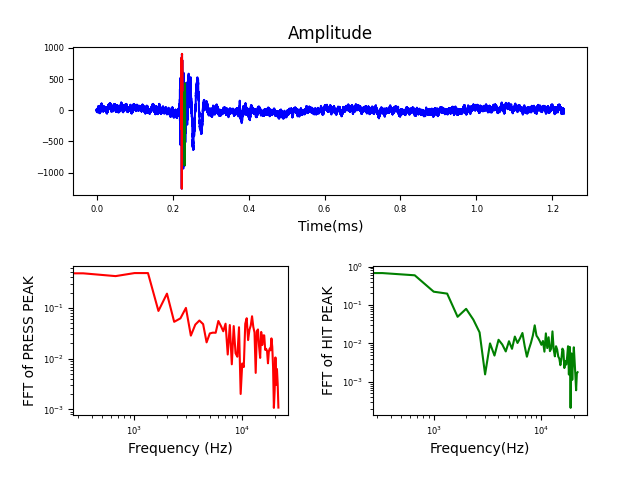 Amplitude
1000
500
0
−500
−1000
0.0 0.2 0.4 0.6 0.8 1.0 1.2
Time(ms)
FFT of PRESS PEAK
10⁻¹
10⁻²
10⁻³
10³ 10⁴
Frequency (Hz)
FFT of HIT PEAK
10⁰
10⁻¹
10⁻²
10⁻³
10³ 10⁴
Frequency(Hz)